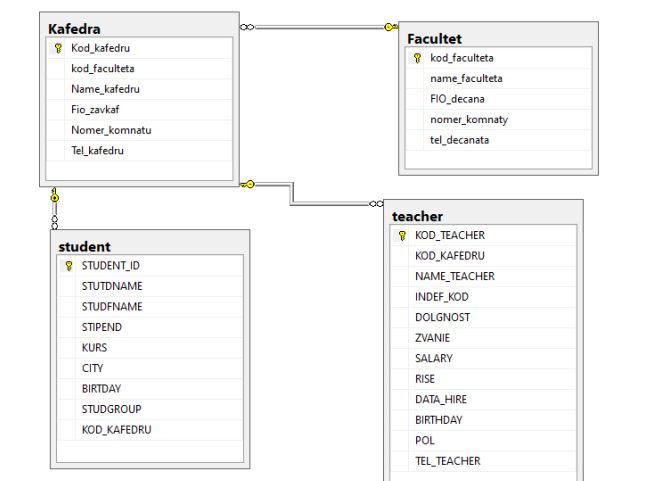 Kafedra
Kod_kafedru
kod_faculteta
Name_kafedru
Fio_zavkaf
Nomer_komnatu
Tel_kafedru
Facultet
kod_faculteta
name_faculteta
FIO_decana
nomer_komnaty
tel_decanata
student
STUDENT_ID
STUTDNAME
STUDFNAME
STIPEND
KURS
CITY
BIRTDAY
STUDGROUP
KOD_KAFEDRU
teacher
KOD_TEACHER
KOD_KAFEDRU
NAME_TEACHER
INDEF_KOD
DOLGNOST
ZVANIE
SALARY
RISE
DATA_HIRE
BIRTHDAY
POL
TEL_TEACHER